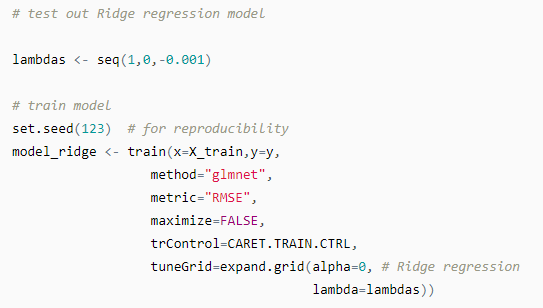 # test out Ridge regression model
lambdas <- seq(1,0,-0.001)
# train model
set.seed(123)  # for reproducibility
model_ridge <- train(x=X_train,y=y,
                  method="glmnet",
                  metric="RMSE",
                  maximize=FALSE,
                  trControl=CARET.TRAIN.CTRL,
                  tuneGrid=expand.grid(alpha=0, # Ridge regression
                                       lambda=lambdas))